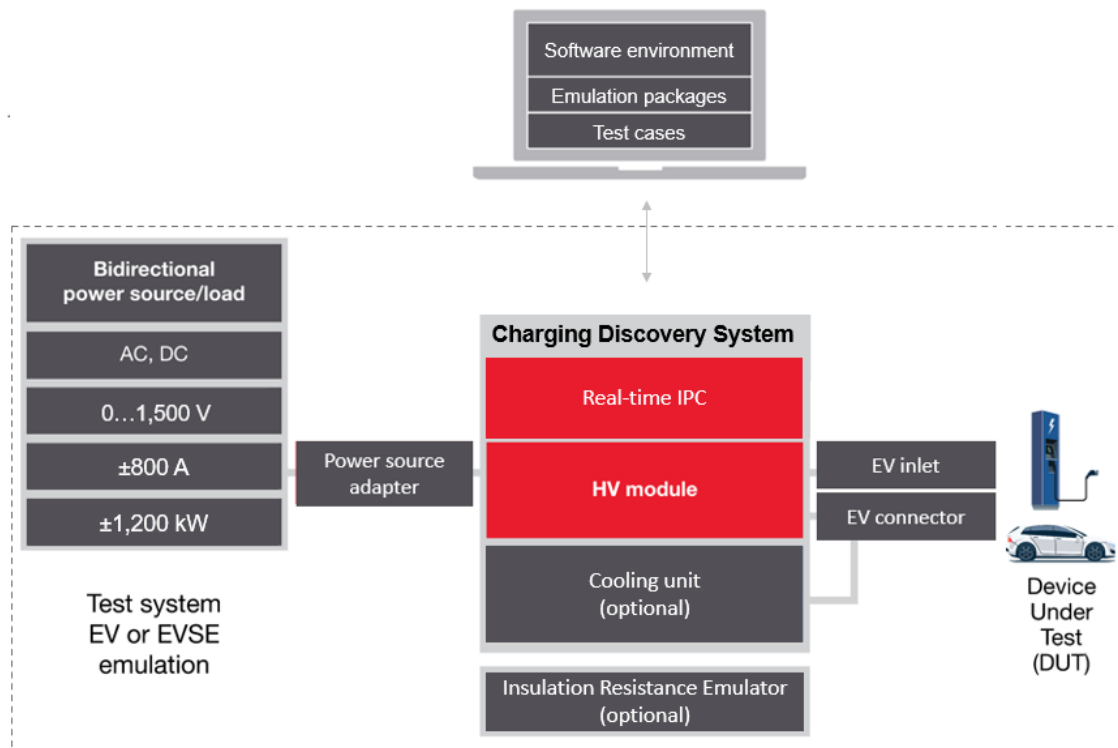 Software environment
Emulation packages
Test cases
Bidirectional
power source/load
AC, DC
0…1,500 V
±800 A
±1,200 kW
Test system
EV or EVSE
emulation
Power source
adapter
Charging Discovery System
Real-time IPC
HV module
Cooling unit
(optional)
Insulation Resistance Emulator
(optional)
EV inlet
EV connector
Device
Under
Test
(DUT)